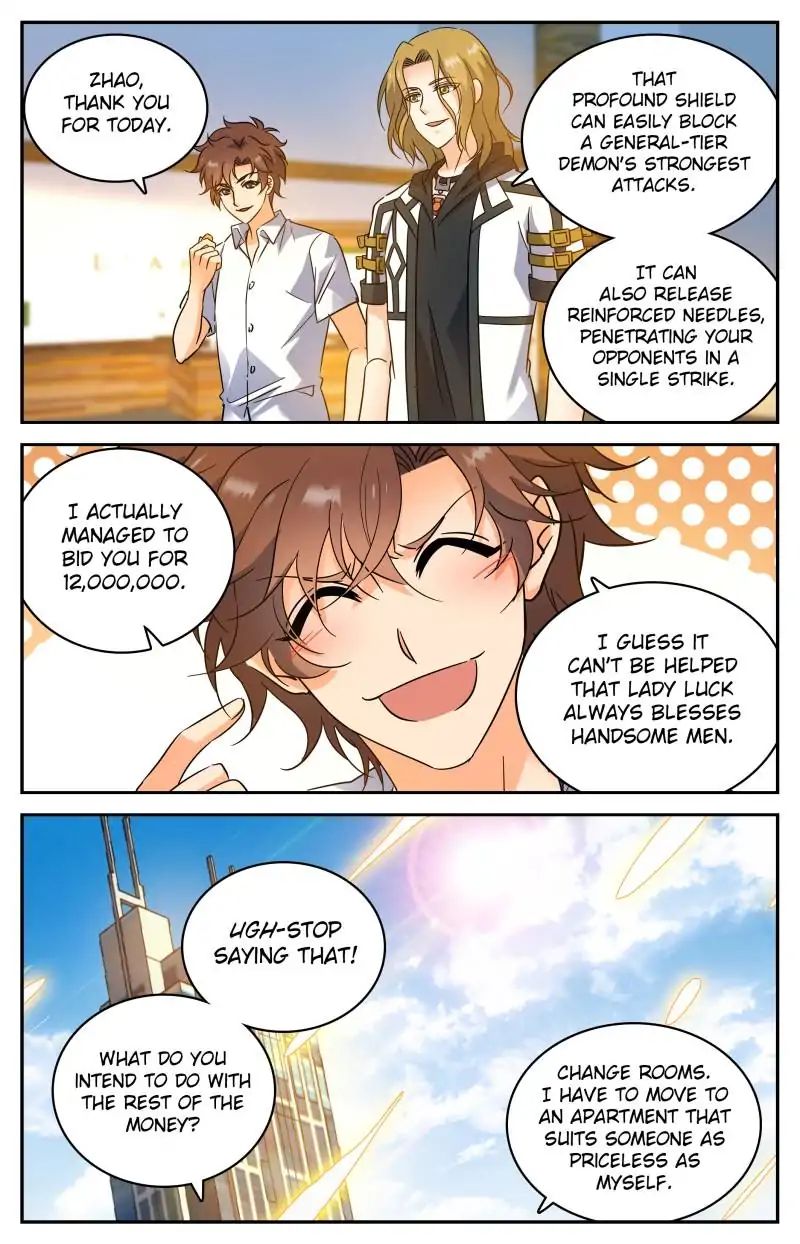 ZHAO,
THANK YOU
FOR TODAY.
THAT
PROFOUND SHIELD
CAN EASILY BLOCK
A GENERAL-TIER
DEMON'S STRONGEST
ATTACKS.
IT CAN
ALSO RELEASE
REINFORCED NEEDLES,
PENETRATING YOUR
OPPONENTS IN A
SINGLE STRIKE.
I ACTUALLY
MANAGED TO
BID YOU FOR
12,000,000.
I GUESS IT
CAN'T BE HELPED
THAT LADY LUCK
ALWAYS BLESSES
HANDSOME MEN.
UGH-STOP
SAYING THAT!
WHAT DO YOU
INTEND TO DO WITH
THE REST OF THE
MONEY?
CHANGE ROOMS.
I HAVE TO MOVE TO
AN APARTMENT THAT
SUITS SOMEONE AS
PRICELESS AS
MYSELF.